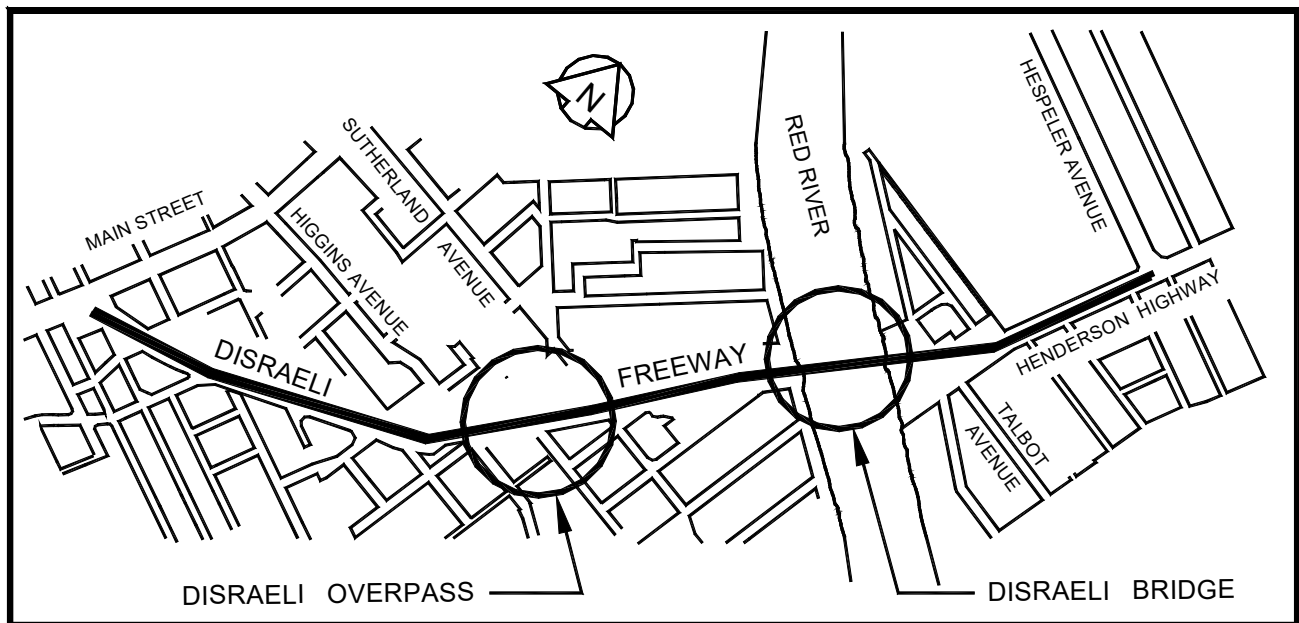 N
MAIN STREET
SUTHERLAND
AVENUE
HIGGINS AVENUE
RED RIVER
HESPELER AVENUE
HENDERSON HIGHWAY
DISRAELI
FREEWAY
TALBOT
AVENUE
DISRAELI OVERPASS
DISRAELI BRIDGE